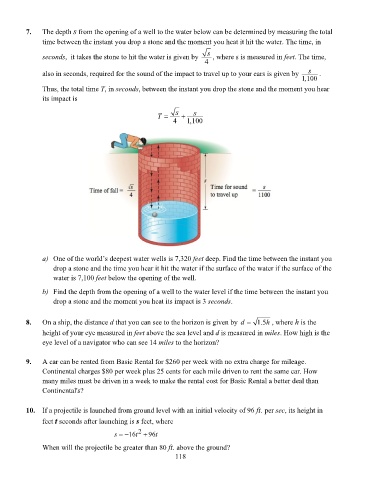 7. The depth s from the opening of a well to the water below can be determined by measuring the total
time between the instant you drop a stone and the moment you heat it hit the water. The time, in
seconds, it takes the stone to hit the water is given by √s/4 , where s is measured in feet. The time,
also in seconds, required for the sound of the impact to travel up to your ears is given by s/1,100 .
Thus, the total time T, in seconds, between the instant you drop the stone and the moment you hear
its impact is
T = √s/4 + s/1,100
s
Time of fall = √s/4
Time for sound to travel up = s/1100
a) One of the world's deepest water wells is 7,320 feet deep. Find the time between the instant you
drop a stone and the time you hear it hit the water if the surface of the water if the surface of the
water is 7,100 feet below the opening of the well.
b) Find the depth from the opening of a well to the water level if the time between the instant you
drop a stone and the moment you hear its impact is 3 seconds.
8. On a ship, the distance d that you can see to the horizon is given by d = √1.5h , where h is the
height of your eye measured in feet above the sea level and d is measured in miles. How high is the
eye level of a navigator who can see 14 miles to the horizon?
9. A car can be rented from Basic Rental for $260 per week with no extra charge for mileage.
Continental charges $80 per week plus 25 cents for each mile driven to rent the same car. How
many miles must be driven in a week to make the rental cost for Basic Rental a better deal than
Continental's?
10. If a projectile is launched from ground level with an initial velocity of 96 ft. per sec, its height in
feet t seconds after launching is s feet, where
s = −16t² + 96t
When will the projectile be greater than 80 ft. above the ground?
118